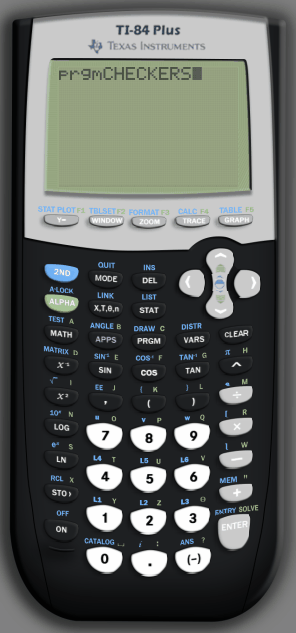 TI-84 Plus
TEXAS INSTRUMENTS
prgmCHECKERS
STAT PLOT F1 TBLSET F2 FORMAT F3 CALC F4 TABLE F5
Y= WINDOW ZOOM TRACE GRAPH
QUIT INS
2ND MODE DEL
A-LOCK LINK LIST
ALPHA X,T,θ,n STAT
TEST A ANGLE B DRAW C DISTR
MATH APPS PRGM VARS CLEAR
MATRIX D SIN⁻¹ E COS⁻¹ F TAN⁻¹ G π H
X⁻¹ SIN COS TAN ^
√ I EE J { K } L M
X² , ( ) ÷
10ˣ N u O v P w Q [ R
LOG 7 8 9 ×
eˣ S L4 T L5 U L6 V ] W
LN 4 5 6 −
RCL X L1 Y L2 Z L3 θ MEM "
STO› 1 2 3 +
OFF CATALOG ⎵ i : ANS ? ENTRY SOLVE
ON 0 . (−) ENTER